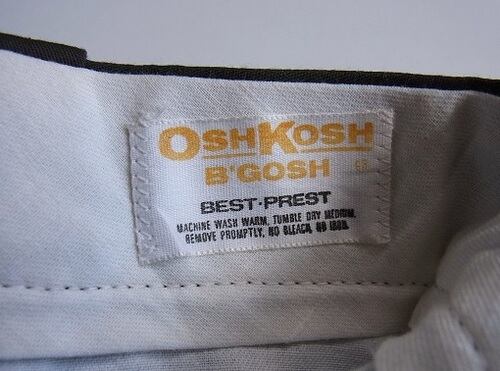 OSHKOSH
B'GOSH
BEST-PREST
MACHINE WASH WARM, TUMBLE DRY MEDIUM,
REMOVE PROMPTLY, NO BLEACH, NO IRON.